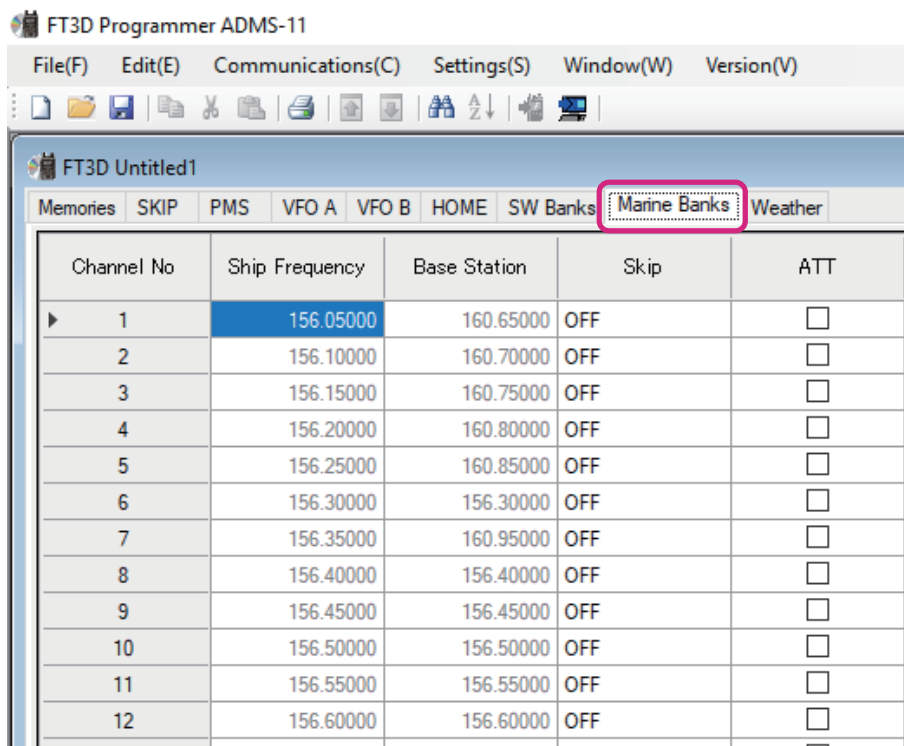 FT3D Programmer ADMS-11
File(F) Edit(E) Communications(C) Settings(S) Window(W) Version(V)
FT3D Untitled1
Memories SKIP PMS VFO A VFO B HOME SW Banks Marine Banks Weather
Channel No Ship Frequency Base Station Skip ATT
1 156.05000 160.65000 OFF
2 156.10000 160.70000 OFF
3 156.15000 160.75000 OFF
4 156.20000 160.80000 OFF
5 156.25000 160.85000 OFF
6 156.30000 156.30000 OFF
7 156.35000 160.95000 OFF
8 156.40000 156.40000 OFF
9 156.45000 156.45000 OFF
10 156.50000 156.50000 OFF
11 156.55000 156.55000 OFF
12 156.60000 156.60000 OFF